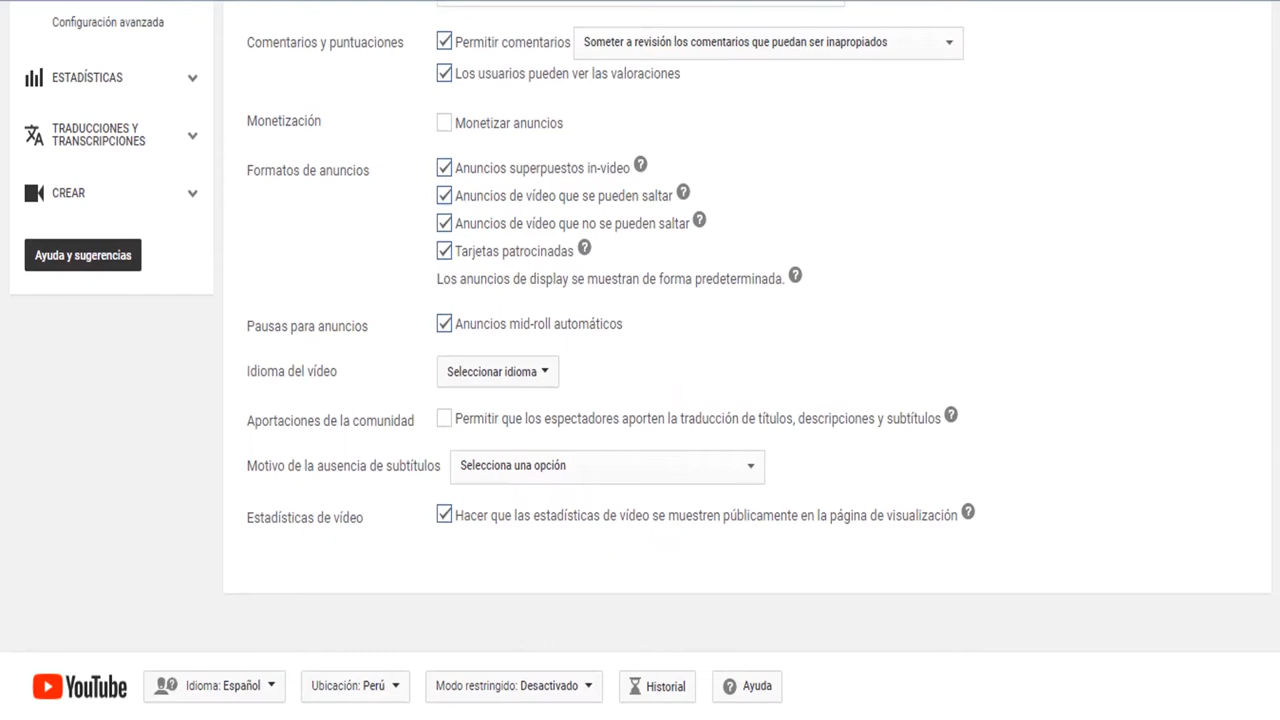 Configuración avanzada
ESTADÍSTICAS
TRADUCCIONES Y
TRANSCRIPCIONES
CREAR
Ayuda y sugerencias
Comentarios y puntuaciones
Permitir comentarios
Someter a revisión los comentarios que puedan ser inapropiados
Los usuarios pueden ver las valoraciones
Monetización
Monetizar anuncios
Formatos de anuncios
Anuncios superpuestos in-video ?
Anuncios de vídeo que se pueden saltar ?
Anuncios de vídeo que no se pueden saltar ?
Tarjetas patrocinadas ?
Los anuncios de display se muestran de forma predeterminada. ?
Pausas para anuncios
Anuncios mid-roll automáticos
Idioma del vídeo
Seleccionar idioma
Aportaciones de la comunidad
Permitir que los espectadores aporten la traducción de títulos, descripciones y subtítulos ?
Motivo de la ausencia de subtítulos
Selecciona una opción
Estadísticas de vídeo
Hacer que las estadísticas de vídeo se muestren públicamente en la página de visualización ?
YouTube
Idioma: Español
Ubicación: Perú
Modo restringido: Desactivado
Historial
? Ayuda